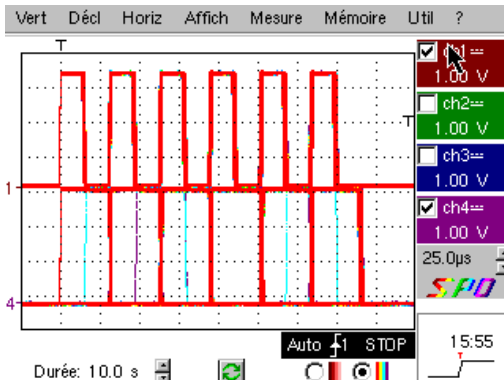 Vert Décl Horiz Affich Mesure Mémoire Util ?
T
ch1
1.00 V
ch2
1.00 V
T
ch3
1.00 V
1
ch4
1.00 V
25.0µs
SPO
4
Auto 1 STOP
15:55
T
Durée: 10.0 s